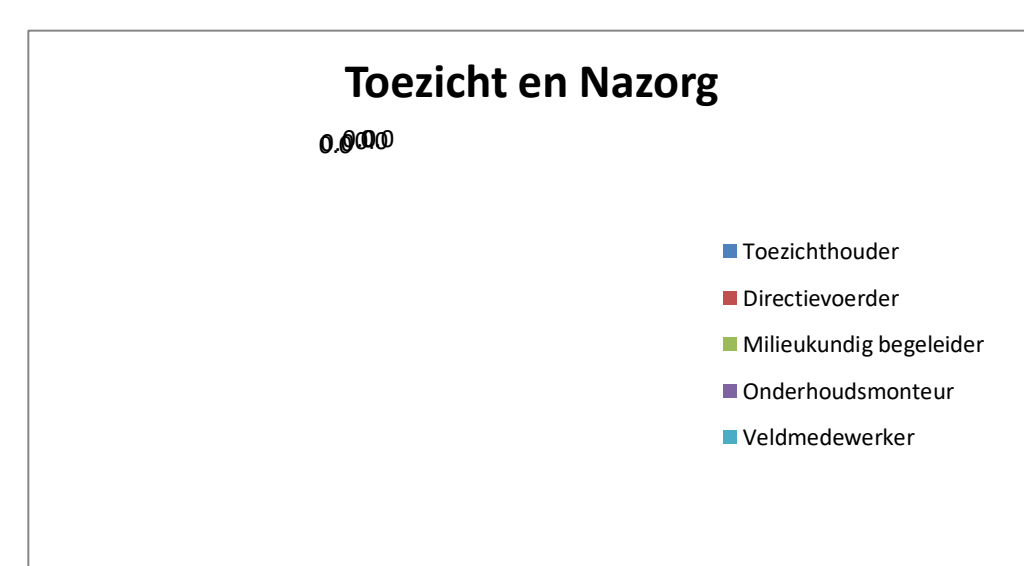 Toezicht en Nazorg
Toezichthouder
Directievoerder
Milieukundig begeleider
Onderhoudsmonteur
Veldmedewerker